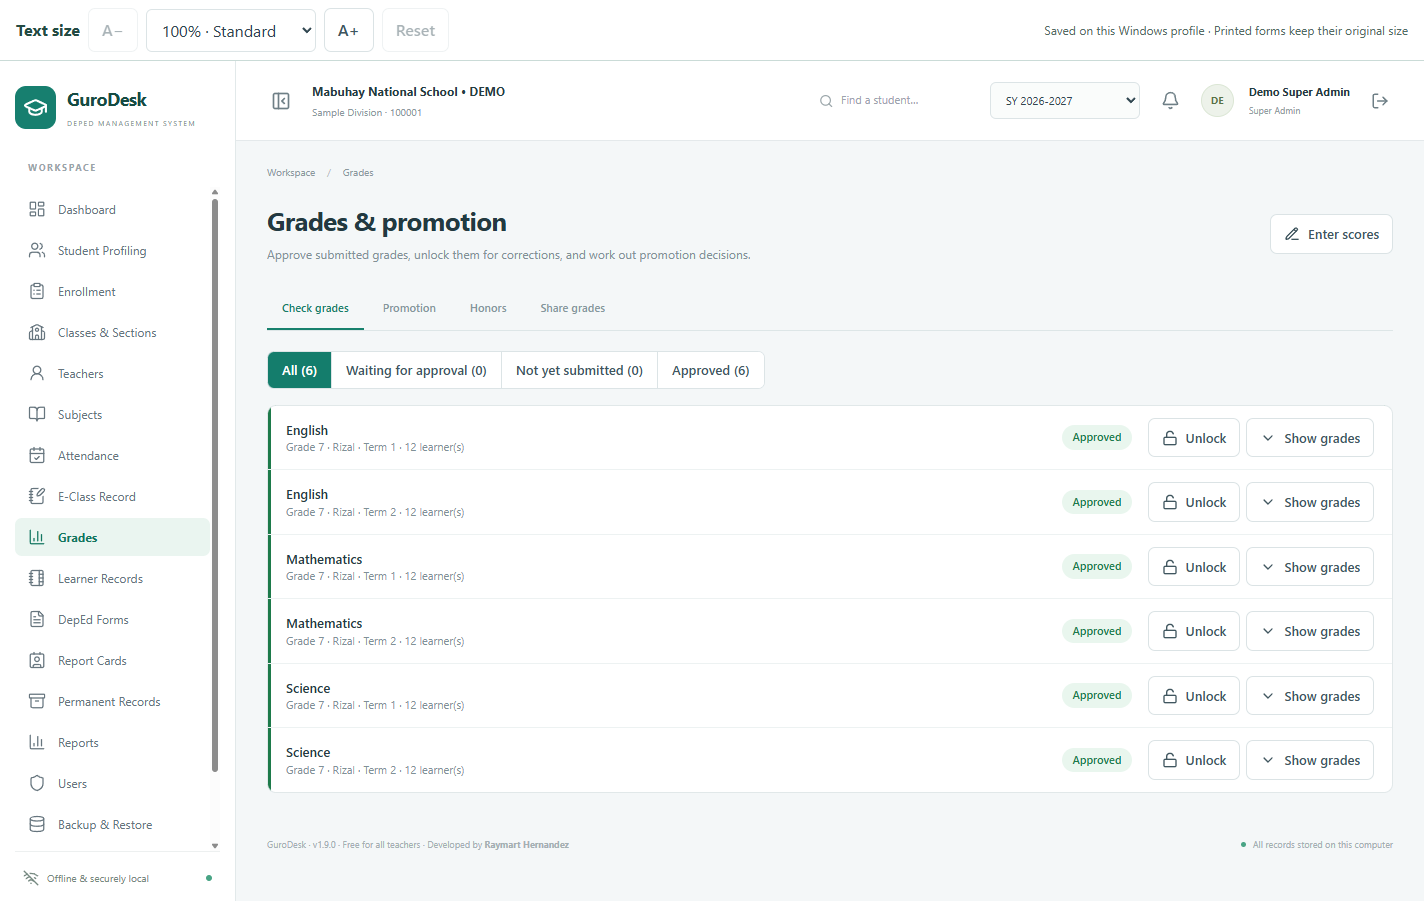 Text size
A−
100% · Standard
A+
Reset
Saved on this Windows profile · Printed forms keep their original size
GuroDesk
DEPED MANAGEMENT SYSTEM
WORKSPACE
Dashboard
Student Profiling
Enrollment
Classes & Sections
Teachers
Subjects
Attendance
E-Class Record
Grades
Learner Records
DepEd Forms
Report Cards
Permanent Records
Reports
Users
Backup & Restore
Offline & securely local
Mabuhay National School • DEMO
Sample Division · 100001
Find a student...
SY 2026-2027
DE
Demo Super Admin
Super Admin
Workspace / Grades
Grades & promotion
Approve submitted grades, unlock them for corrections, and work out promotion decisions.
Enter scores
Check grades
Promotion
Honors
Share grades
All (6)
Waiting for approval (0)
Not yet submitted (0)
Approved (6)
English
Grade 7 · Rizal · Term 1 · 12 learner(s)
Approved
Unlock
Show grades
English
Grade 7 · Rizal · Term 2 · 12 learner(s)
Approved
Unlock
Show grades
Mathematics
Grade 7 · Rizal · Term 1 · 12 learner(s)
Approved
Unlock
Show grades
Mathematics
Grade 7 · Rizal · Term 2 · 12 learner(s)
Approved
Unlock
Show grades
Science
Grade 7 · Rizal · Term 1 · 12 learner(s)
Approved
Unlock
Show grades
Science
Grade 7 · Rizal · Term 2 · 12 learner(s)
Approved
Unlock
Show grades
GuroDesk · v1.9.0 · Free for all teachers · Developed by Raymart Hernandez
All records stored on this computer